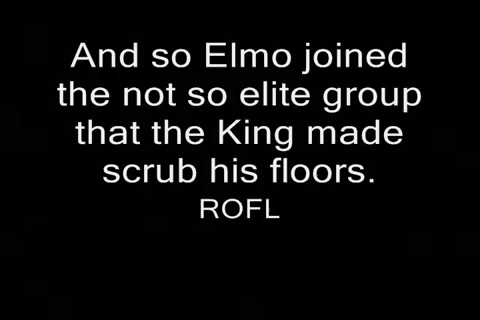 And so Elmo joined
the not so elite group
that the King made
scrub his floors.
ROFL